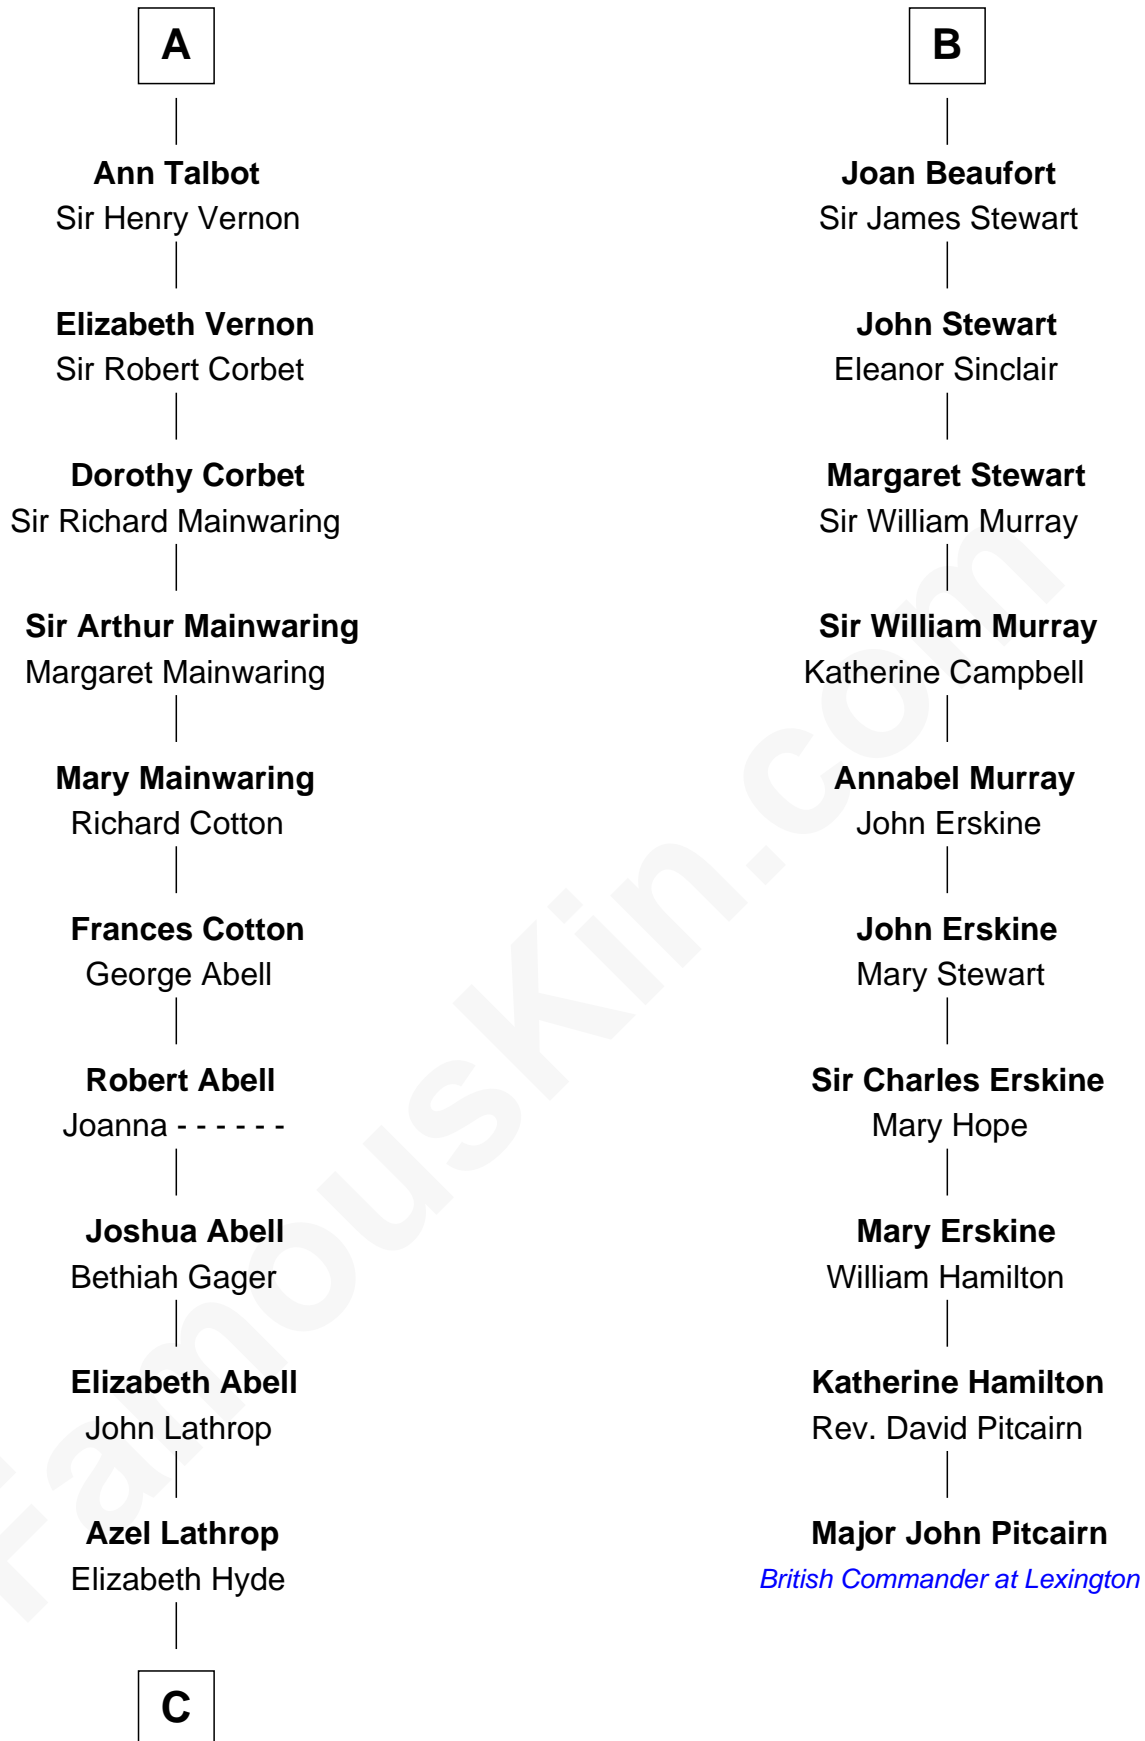 A
Ann Talbot
Sir Henry Vernon
Elizabeth Vernon
Sir Robert Corbet
Dorothy Corbet
Sir Richard Mainwaring
Sir Arthur Mainwaring
Margaret Mainwaring
Mary Mainwaring
Richard Cotton
Frances Cotton
George Abell
Robert Abell
Joanna - - - - - -
Joshua Abell
Bethiah Gager
Elizabeth Abell
John Lathrop
Azel Lathrop
Elizabeth Hyde
C
B
Joan Beaufort
Sir James Stewart
John Stewart
Eleanor Sinclair
Margaret Stewart
Sir William Murray
Sir William Murray
Katherine Campbell
Annabel Murray
John Erskine
John Erskine
Mary Stewart
Sir Charles Erskine
Mary Hope
Mary Erskine
William Hamilton
Katherine Hamilton
Rev. David Pitcairn
Major John Pitcairn
British Commander at Lexington
FamousKin.com